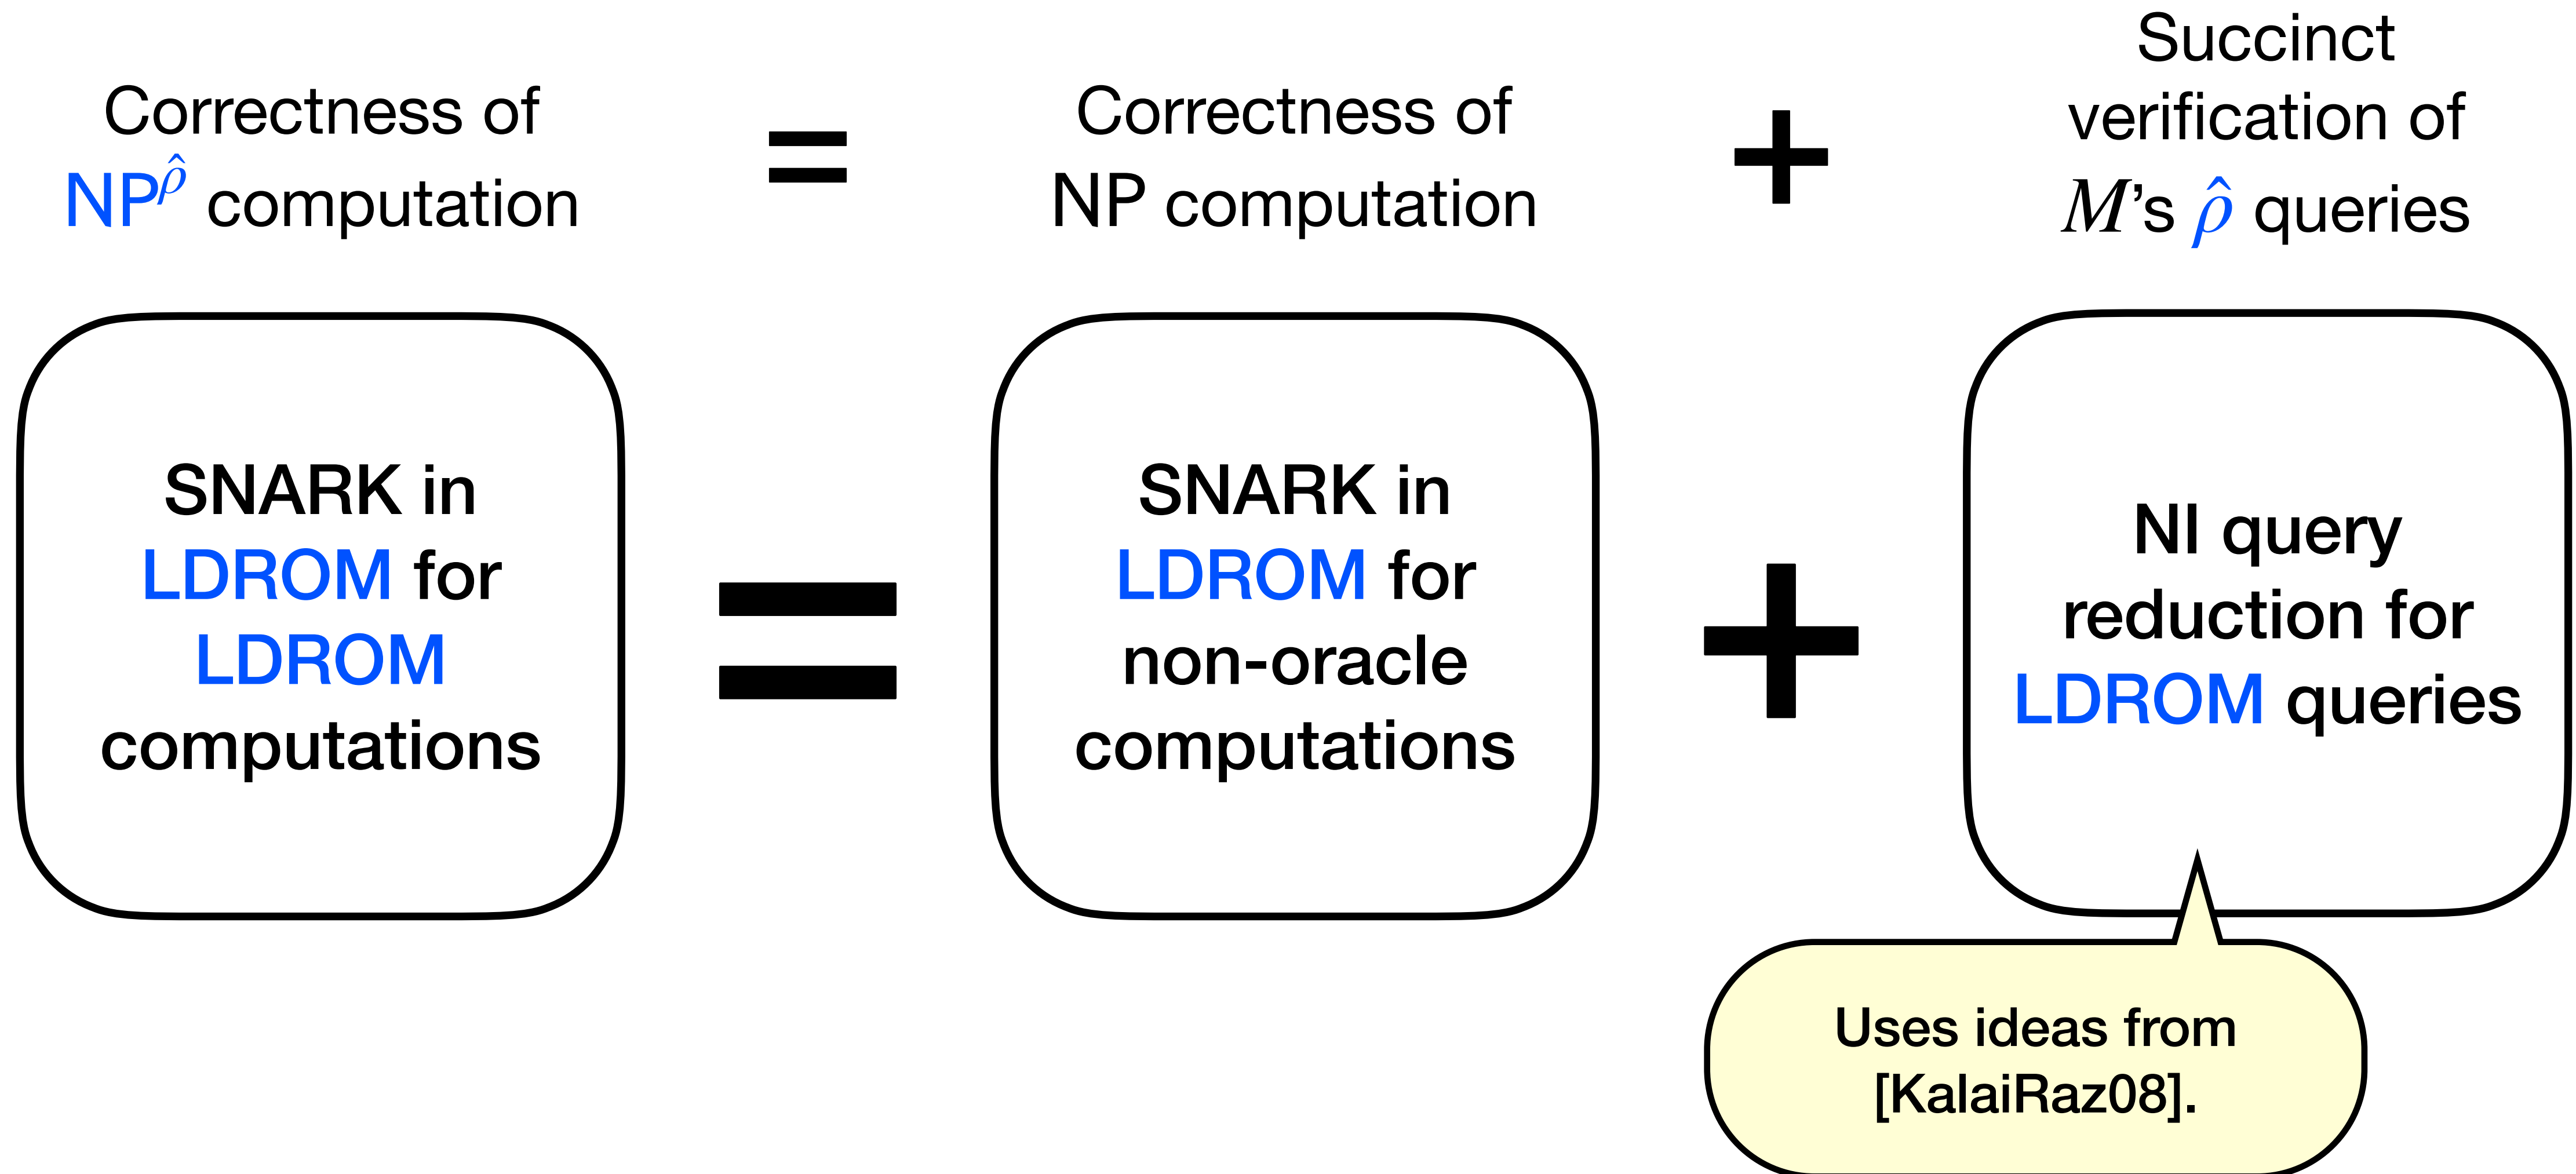 Correctness of
NP^ρ̂ computation
=
Correctness of
NP computation
+
Succinct
verification of
M's ρ̂ queries
SNARK in
LDROM for
LDROM
computations
=
SNARK in
LDROM for
non-oracle
computations
+
NI query
reduction for
LDROM queries
Uses ideas from
[KalaiRaz08].